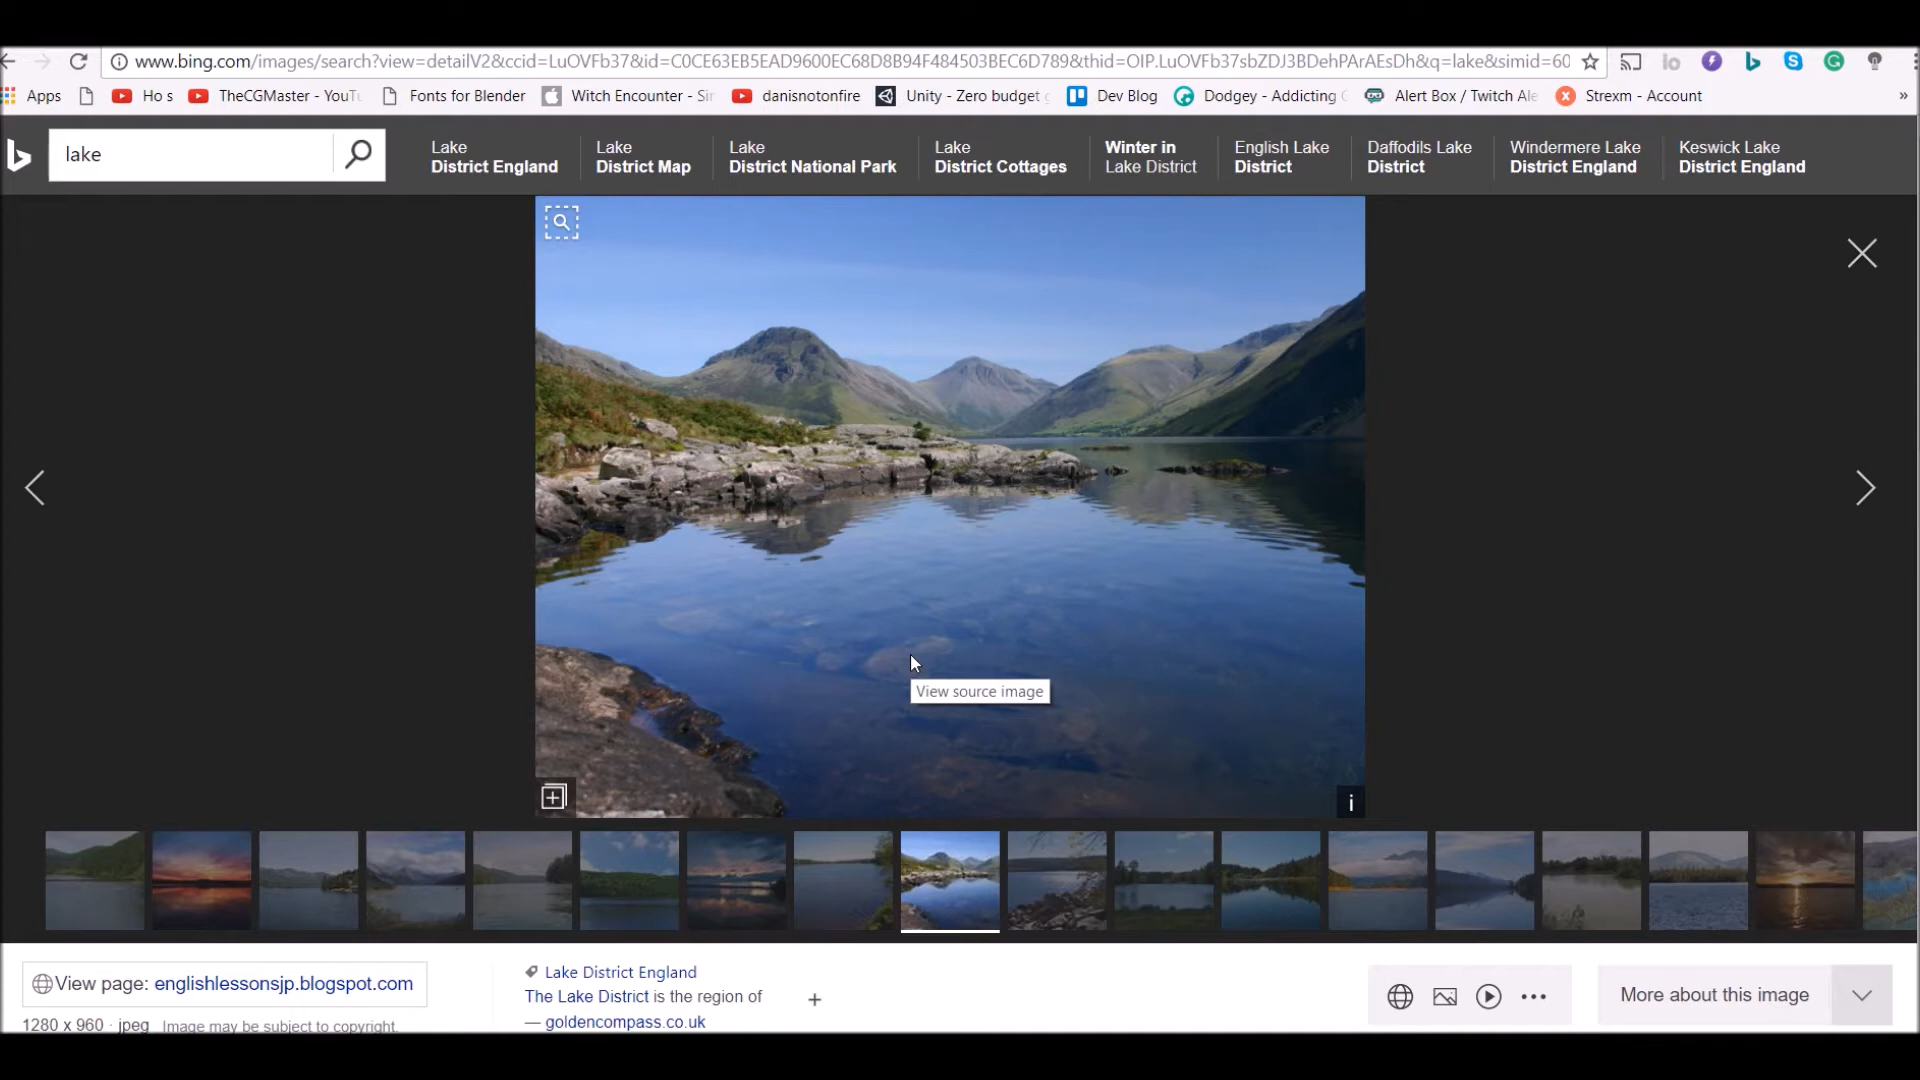 www.bing.com/images/search?view=detailV2&ccid=LuOVFb37&id=C0CE63EB5EAD9600EC68D8B94F484503BEC6D789&thid=OIP.LuOVFb37sbZDJ3BDehPArAEsDh&q=lake&simid=60
Apps Ho s TheCGMaster - YouTu Fonts for Blender Witch Encounter - Sin danisnotonfire Unity - Zero budget g Dev Blog Dodgey - Addicting G Alert Box / Twitch Ale Strexm - Account »
lake
Lake
District England
Lake
District Map
Lake
District National Park
Lake
District Cottages
Winter in
Lake District
English Lake
District
Daffodils Lake
District
Windermere Lake
District England
Keswick Lake
District England
View source image
i
View page: englishlessonsjp.blogspot.com
1280 x 960 · jpeg Image may be subject to copyright.
Lake District England
The Lake District is the region of
— goldencompass.co.uk
More about this image